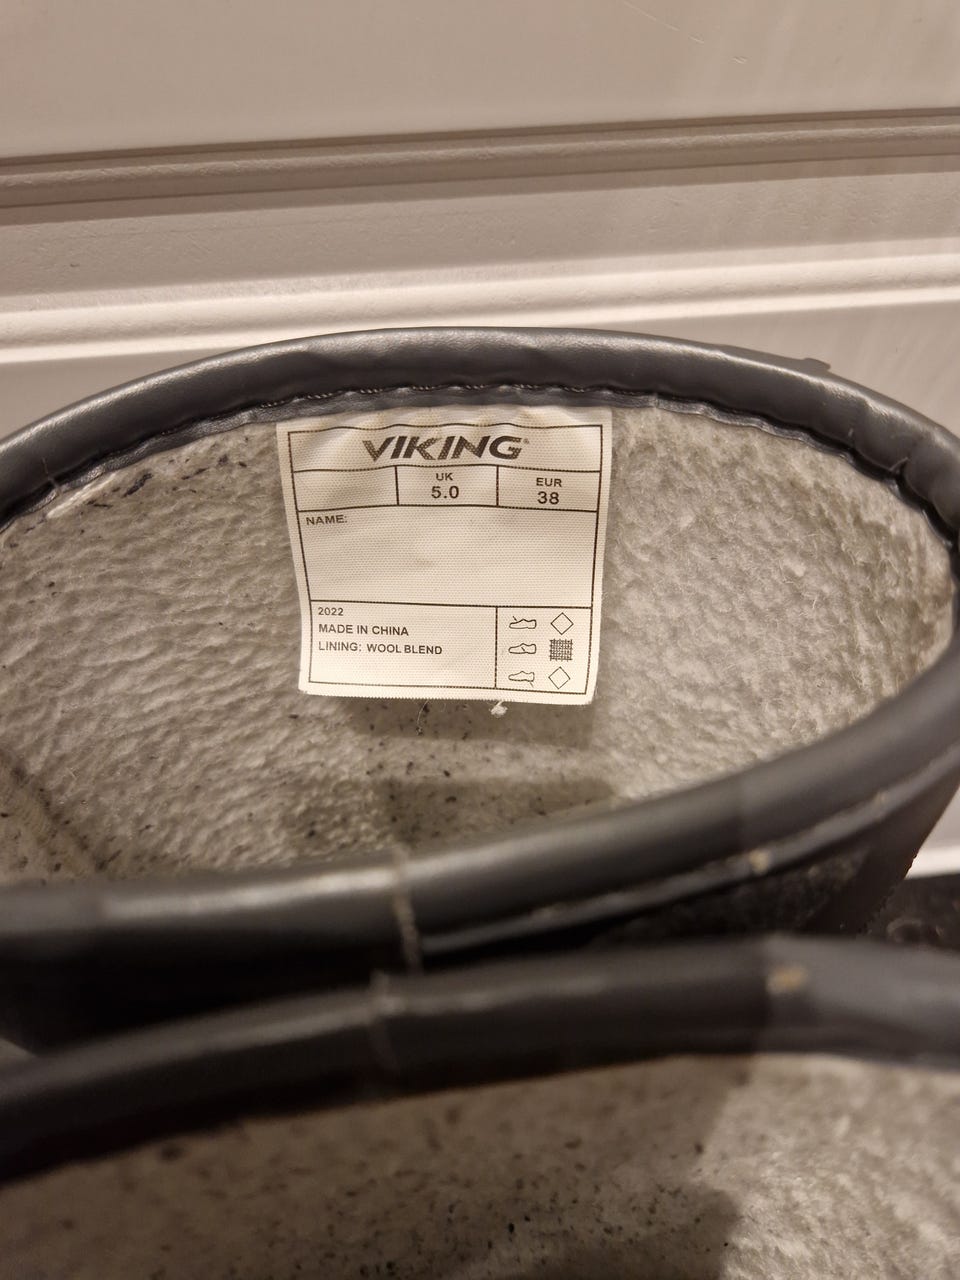 VIKING®
UK EUR
5.0 38
NAME:
2022
MADE IN CHINA
LINING: WOOL BLEND